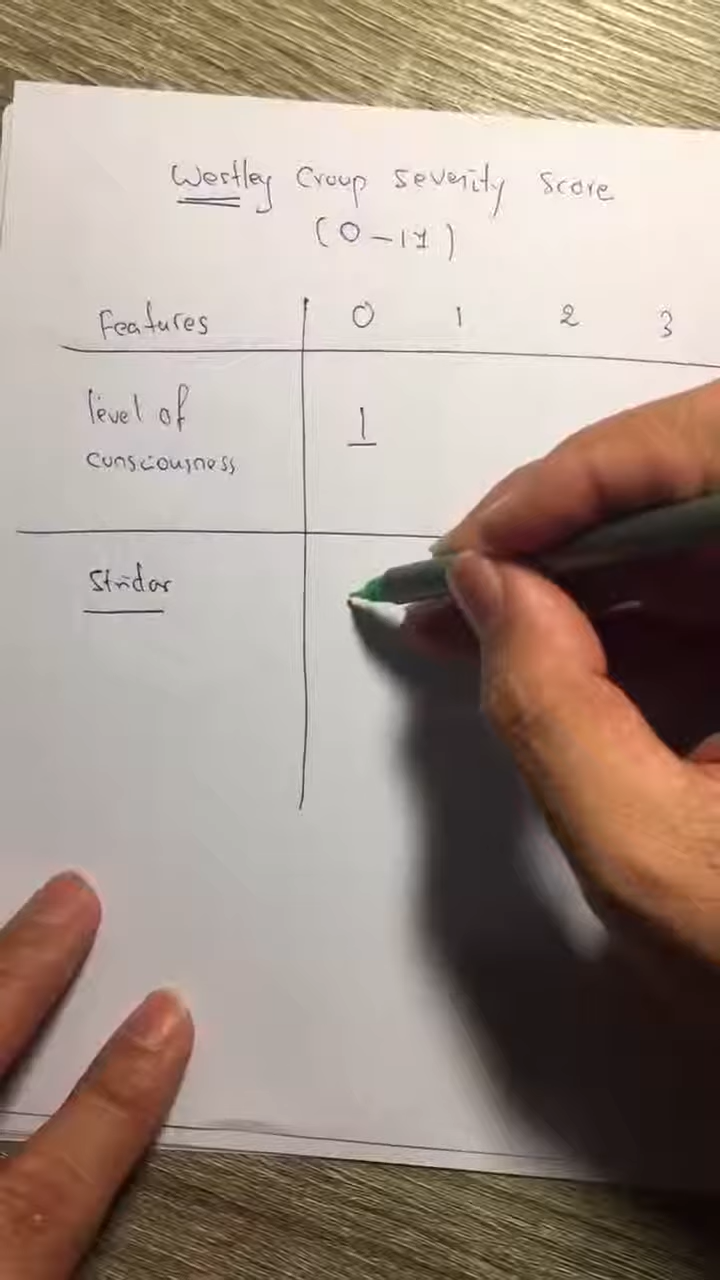 Westley Croup severity score
(0-17)
Features 0 1 2 3
level of 1
consciousness
Stridor